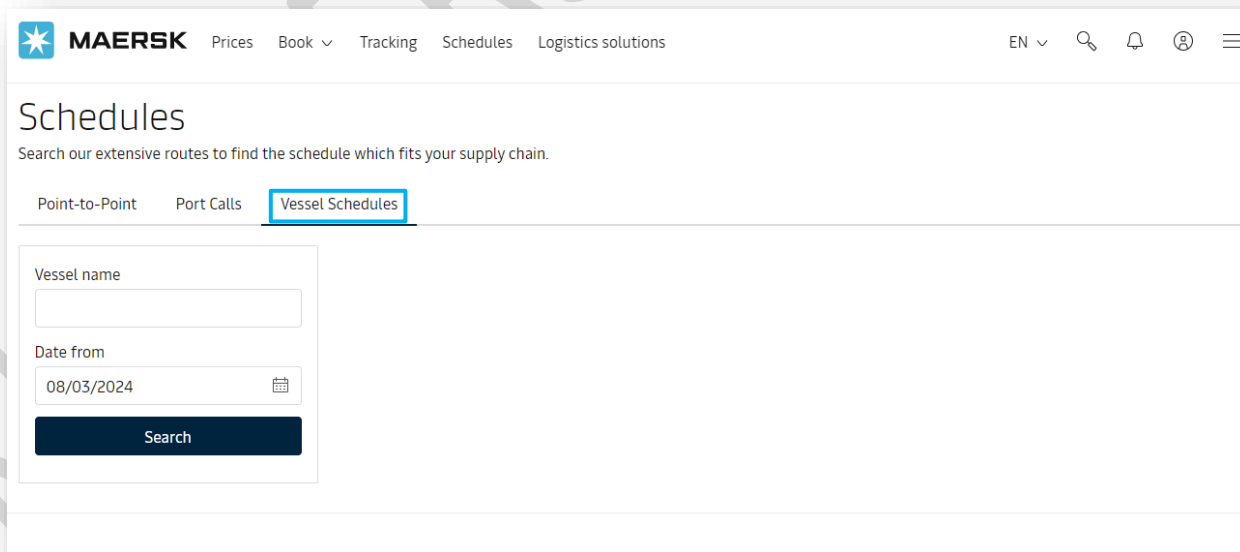 MAERSK Prices Book Tracking Schedules Logistics solutions EN
Schedules
Search our extensive routes to find the schedule which fits your supply chain.
Point-to-Point Port Calls Vessel Schedules
Vessel name
Date from
08/03/2024
Search